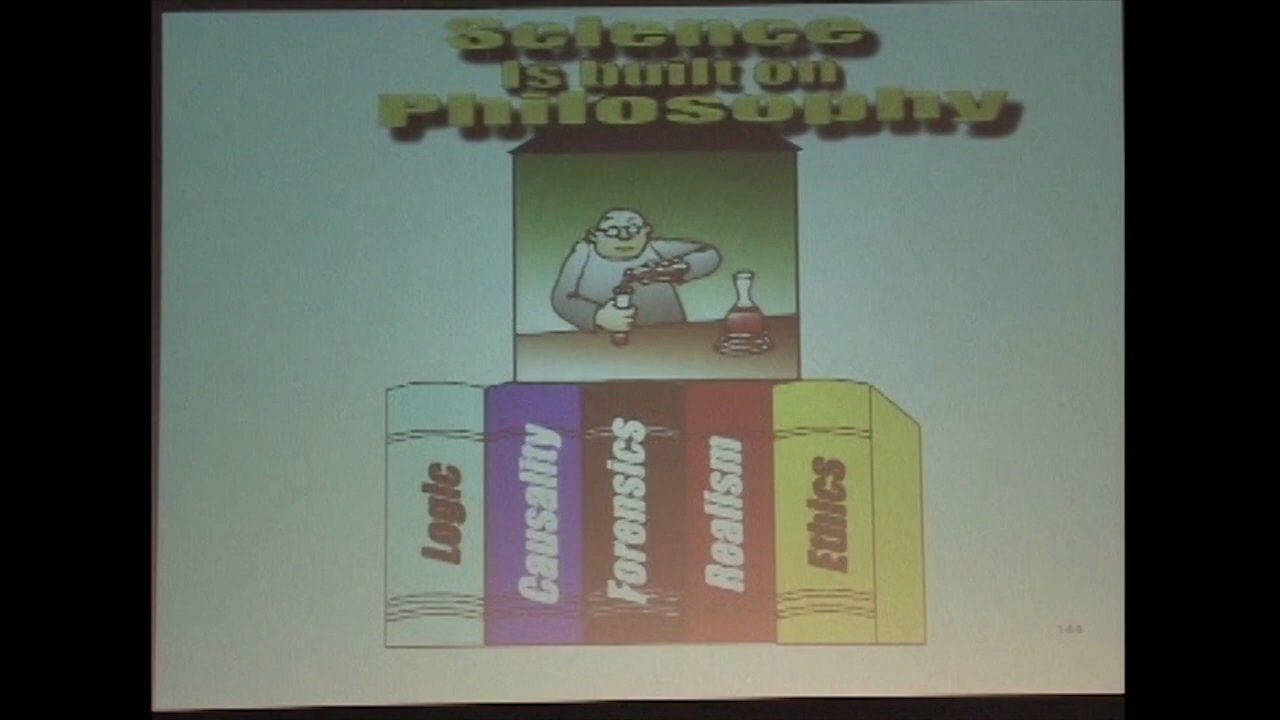 Science
Is built on
Philosophy
Logic
Causality
Forensics
Realism
Ethics